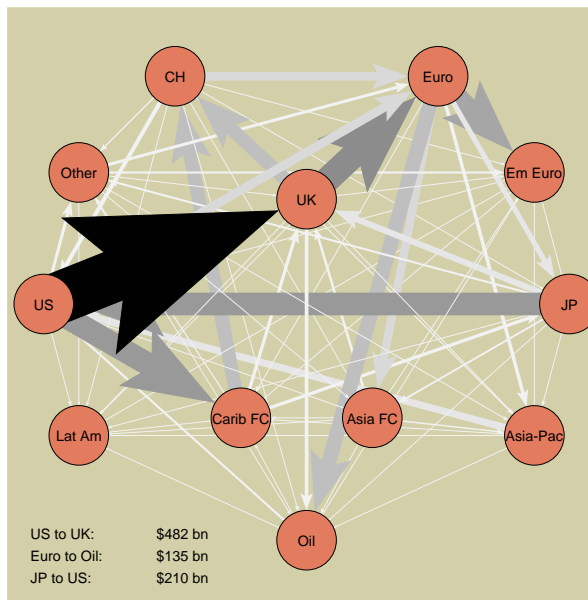 CH
Euro
Other
Em Euro
UK
US
JP
Carib FC
Asia FC
Lat Am
Asia-Pac
Oil
US to UK: $482 bn
Euro to Oil: $135 bn
JP to US: $210 bn